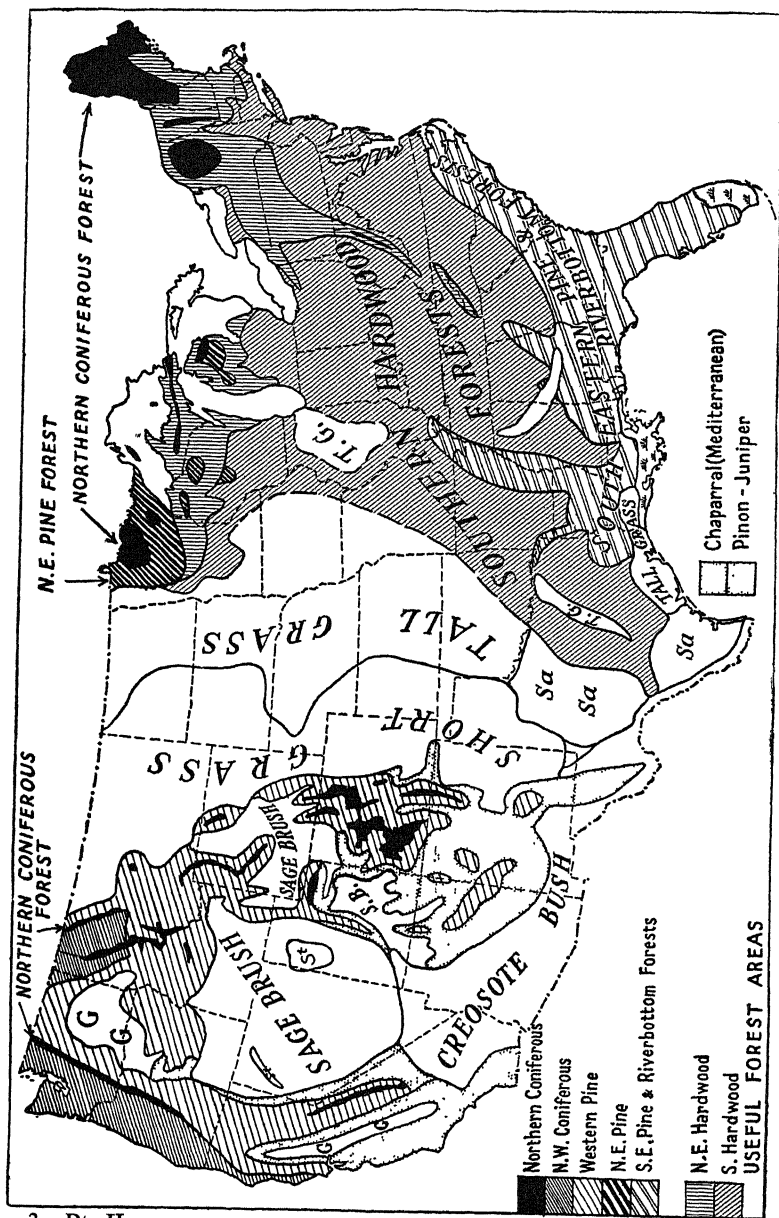 NORTHERN CONIFEROUS
FOREST
N.E. PINE FOREST
NORTHERN CONIFEROUS FOREST
G
G
SAGE BRUSH
St
SAGE BRUSH
S.B.
CREOSOTE
BUSH
G
G
SHORT
GRASS
TALL
GRASS
T.G.
SOUTHERN
HARDWOOD
FORESTS
SOUTH EASTERN PINE &
RIVERBOTTOM FORESTS
T.G.
TALL GRASS
Sa
Sa
Sa
Northern Coniferous
N.W. Coniferous
Western Pine
N.E. Pine
S.E. Pine & Riverbottom Forests
N.E. Hardwood
S. Hardwood
USEFUL FOREST AREAS
Chaparral (Mediterranean)
Pinon - Juniper